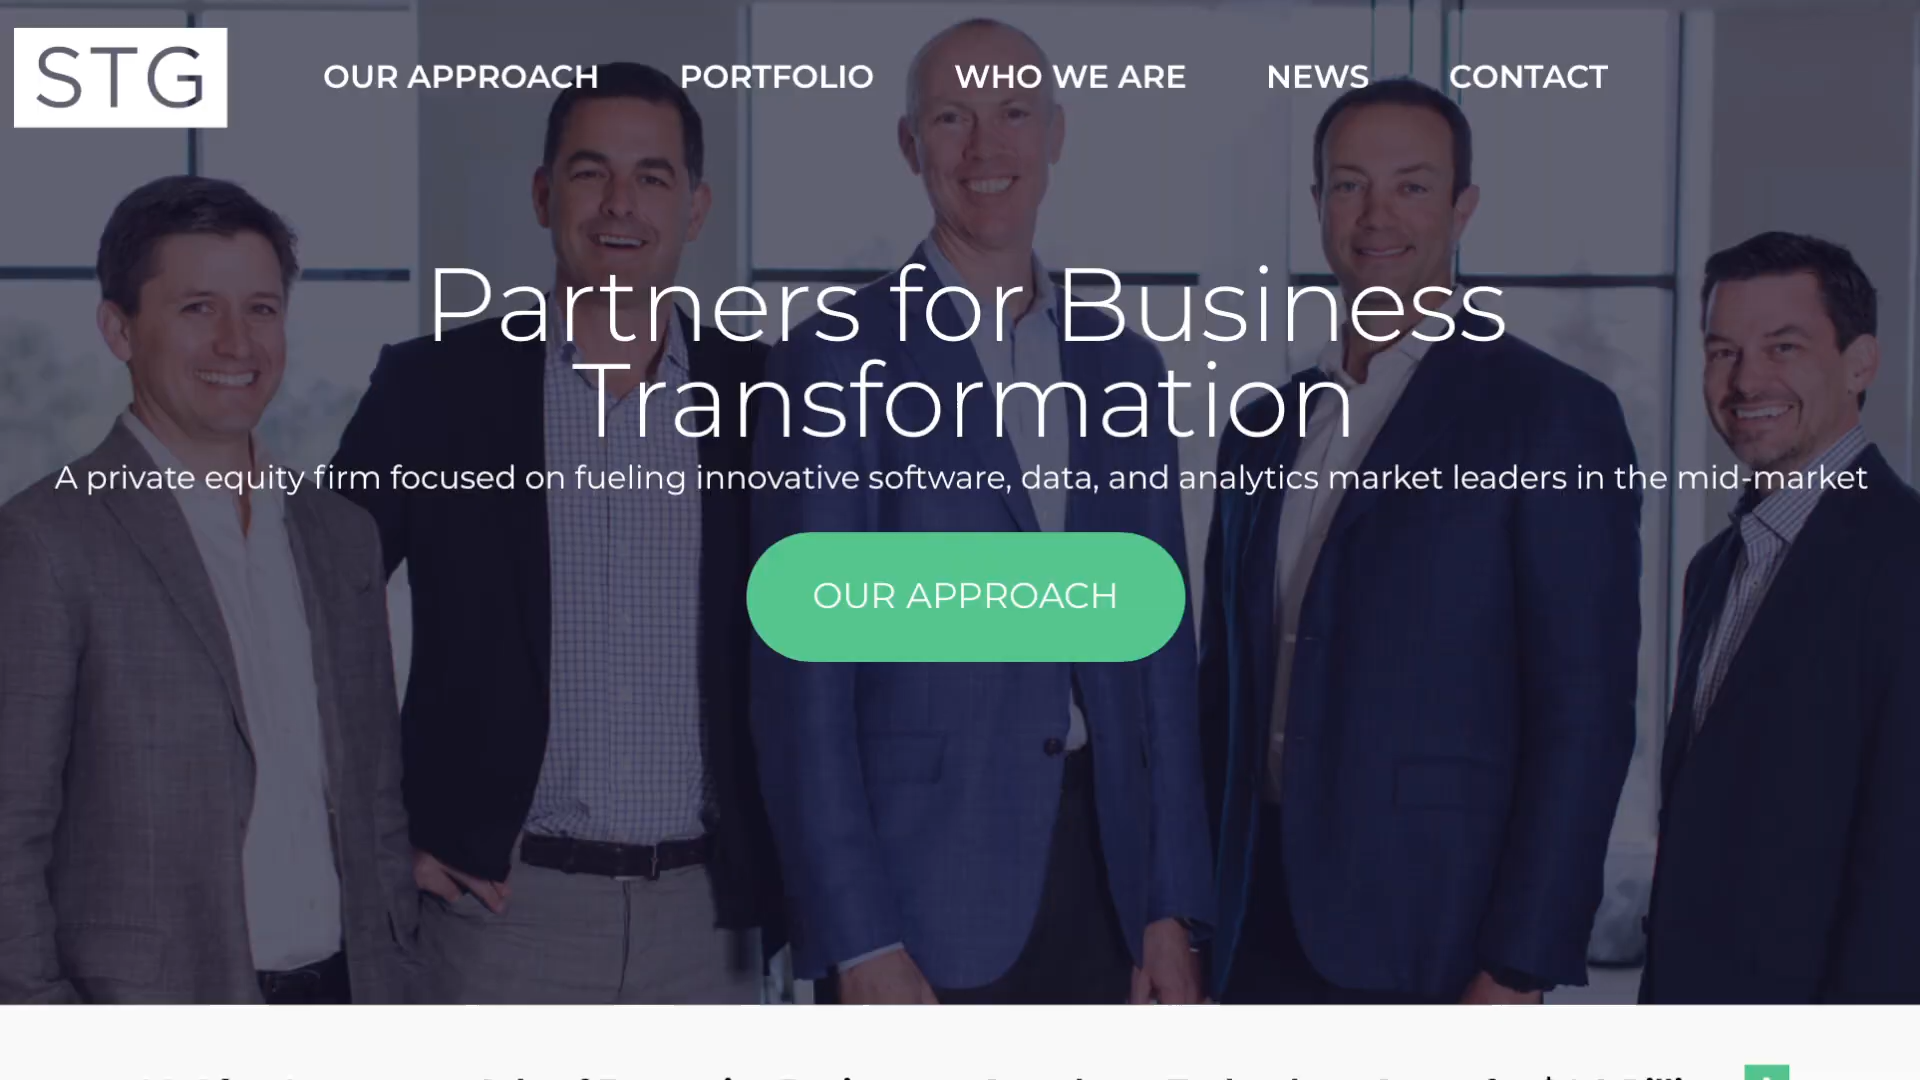 STG
OUR APPROACH PORTFOLIO WHO WE ARE NEWS CONTACT
Partners for Business
Transformation
A private equity firm focused on fueling innovative software, data, and analytics market leaders in the mid-market
OUR APPROACH